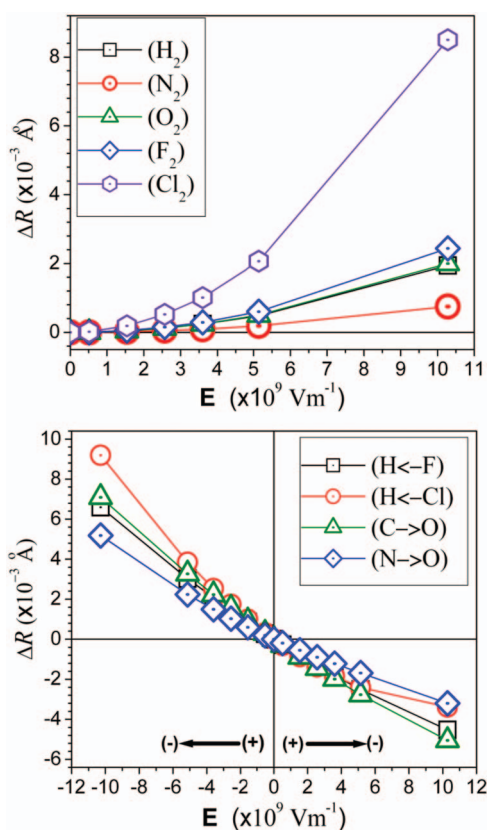 ΔR (x10⁻³ Å)
8
6
4
2
0
(H₂)
(N₂)
(O₂)
(F₂)
(Cl₂)
0 1 2 3 4 5 6 7 8 9 10 11
E (x10⁹ Vm⁻¹)
ΔR (x10⁻³ Å)
10
8
6
4
2
0
-2
-4
-6
(H<-F)
(H<-Cl)
(C->O)
(N->O)
(-) (+) (+) (-)
-12 -10 -8 -6 -4 -2 0 2 4 6 8 10 12
E (x10⁹ Vm⁻¹)